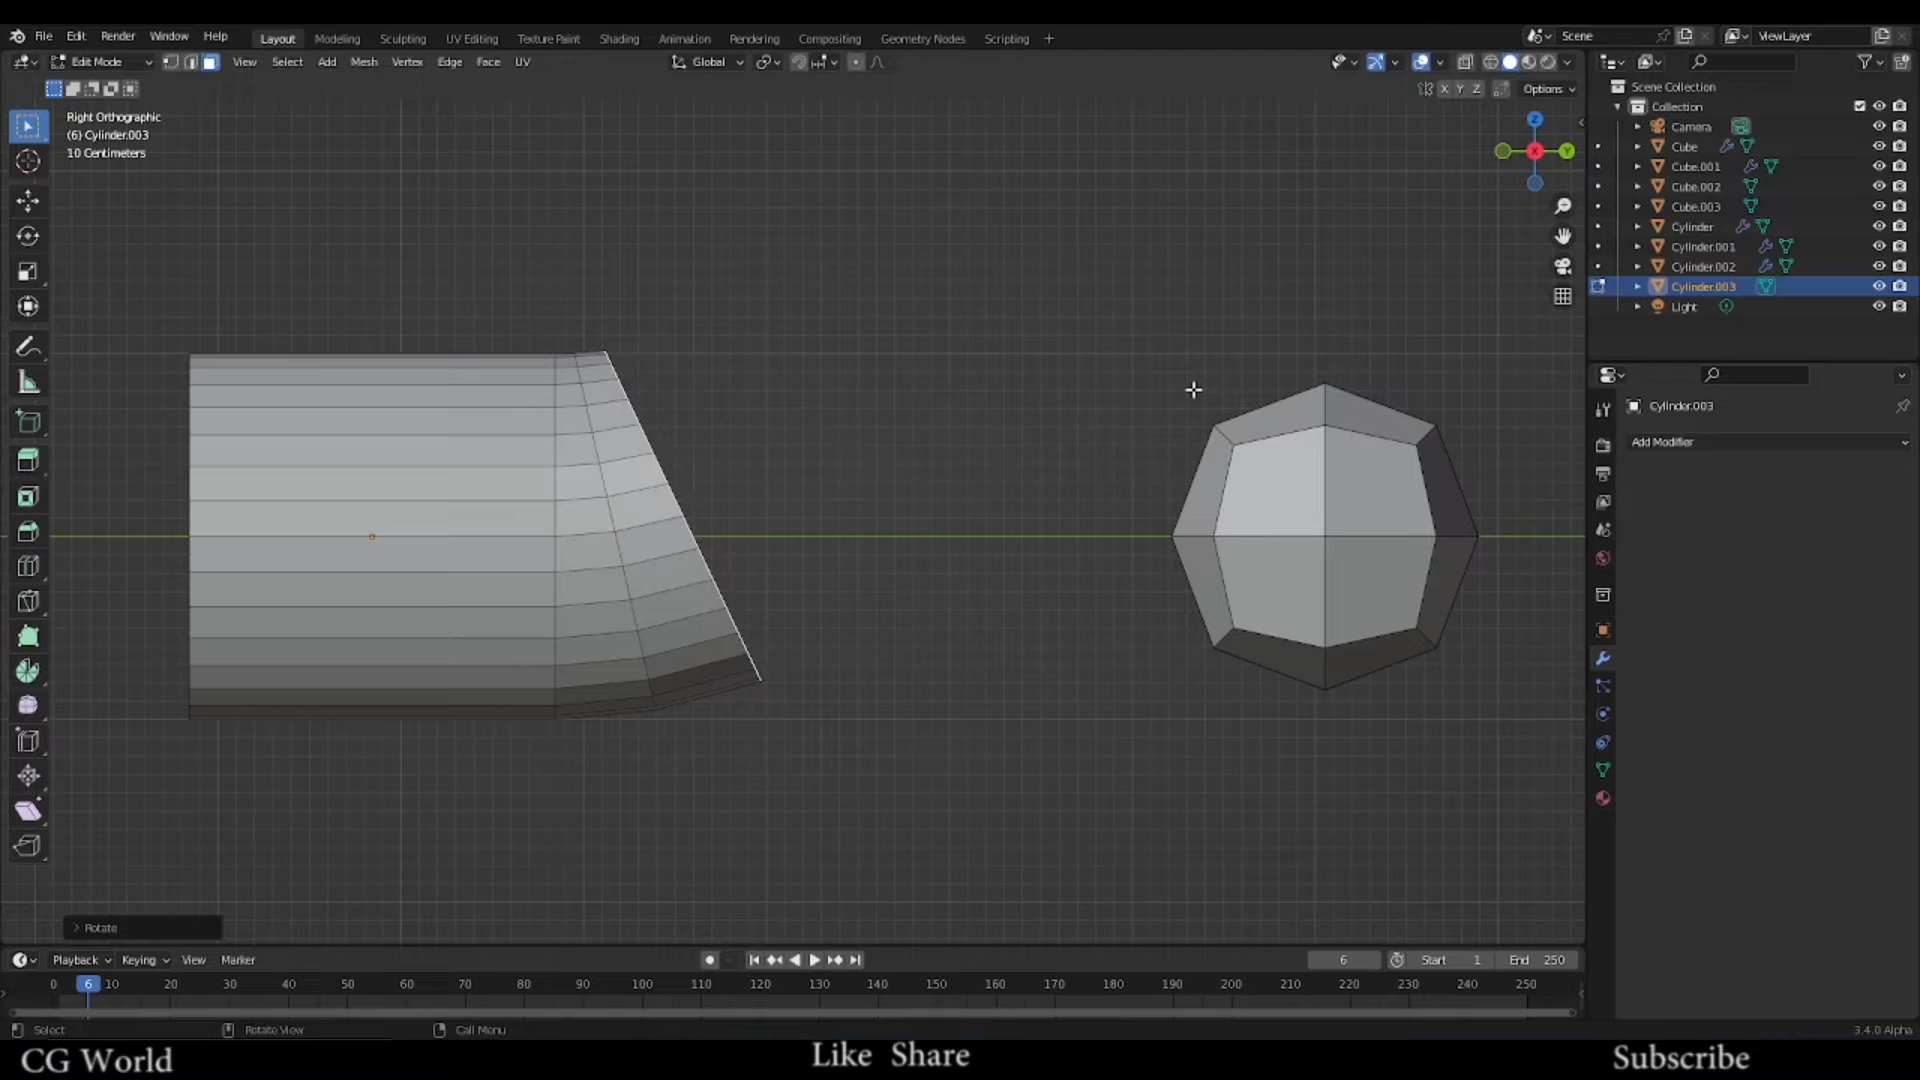 File Edit Render Window Help Layout Modeling Sculpting UV Editing Texture Paint Shading Animation Rendering Compositing Geometry Nodes Scripting + Scene ViewLayer
Edit Mode View Select Add Mesh Vertex Edge Face UV Global
X Y Z Options
Right Orthographic
(6) Cylinder.003
10 Centimeters
Z
X
Y
Scene Collection
Collection
Camera
Cube
Cube.001
Cube.002
Cube.003
Cylinder
Cylinder.001
Cylinder.002
Cylinder.003
Light
Cylinder.003
Add Modifier
Rotate
Playback Keying View Marker 6 Start 1 End 250
0 6 10 20 30 40 50 60 70 80 90 100 110 120 130 140 150 160 170 180 190 200 210 220 230 240 250
Select Rotate View Call Menu 3.4.0 Alpha
CG World Like Share Subscribe